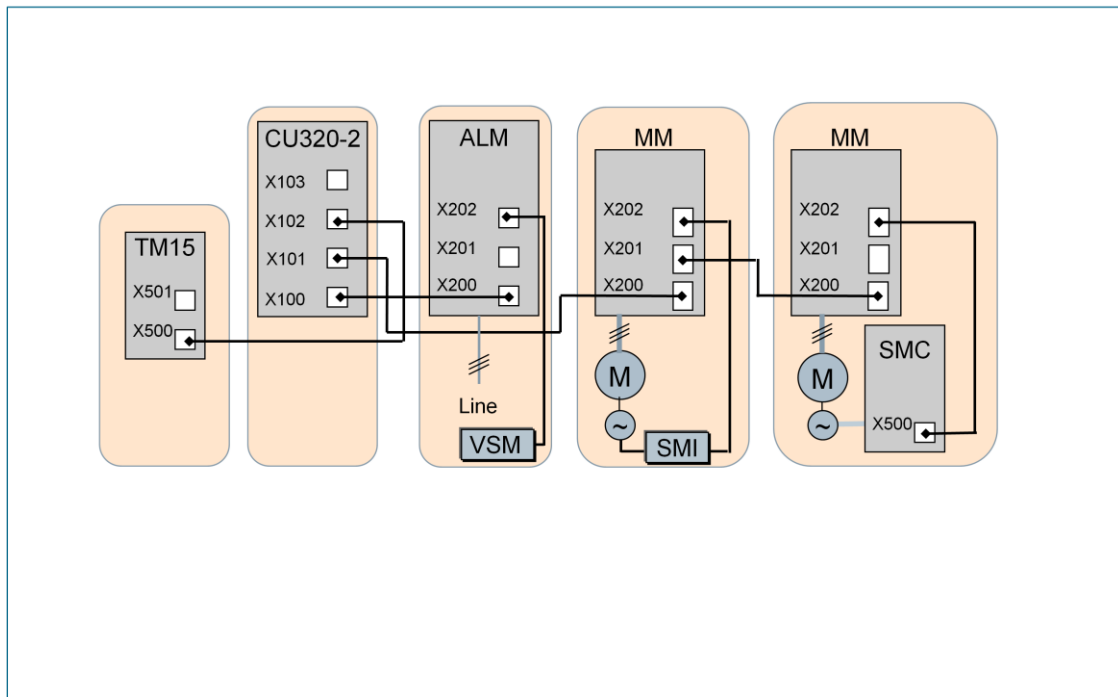 TM15
X501
X500
CU320-2
X103
X102
X101
X100
ALM
X202
X201
X200
Line
VSM
MM
X202
X201
X200
M
~
SMI
MM
X202
X201
X200
M
~
SMC
X500